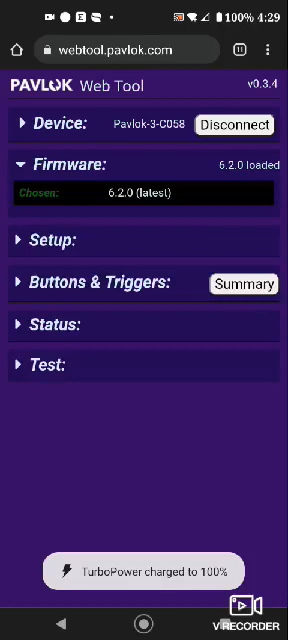 100% 4:29
webtool.pavlok.com
PAVLOK Web Tool v0.3.4
Device: Pavlok-3-C058 Disconnect
Firmware: 6.2.0 loaded
Chosen: 6.2.0 (latest)
Setup:
Buttons & Triggers: Summary
Status:
Test:
TurboPower charged to 100%
V RECORDER